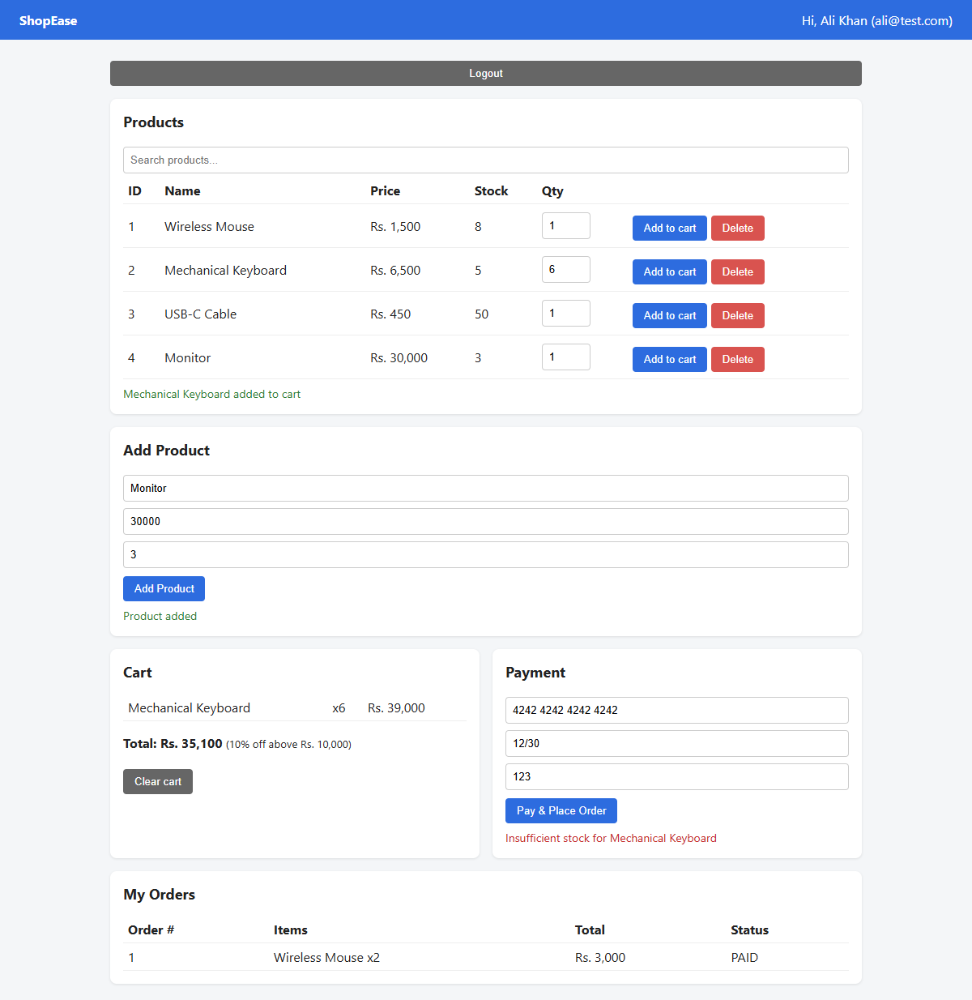 ShopEase
Hi, Ali Khan (ali@test.com)
Logout
Products
Search products...
ID Name Price Stock Qty
1 Wireless Mouse Rs. 1,500 8 1 Add to cart Delete
2 Mechanical Keyboard Rs. 6,500 5 6 Add to cart Delete
3 USB-C Cable Rs. 450 50 1 Add to cart Delete
4 Monitor Rs. 30,000 3 1 Add to cart Delete
Mechanical Keyboard added to cart
Add Product
Monitor
30000
3
Add Product
Product added
Cart
Mechanical Keyboard x6 Rs. 39,000
Total: Rs. 35,100 (10% off above Rs. 10,000)
Clear cart
Payment
4242 4242 4242 4242
12/30
123
Pay & Place Order
Insufficient stock for Mechanical Keyboard
My Orders
Order # Items Total Status
1 Wireless Mouse x2 Rs. 3,000 PAID